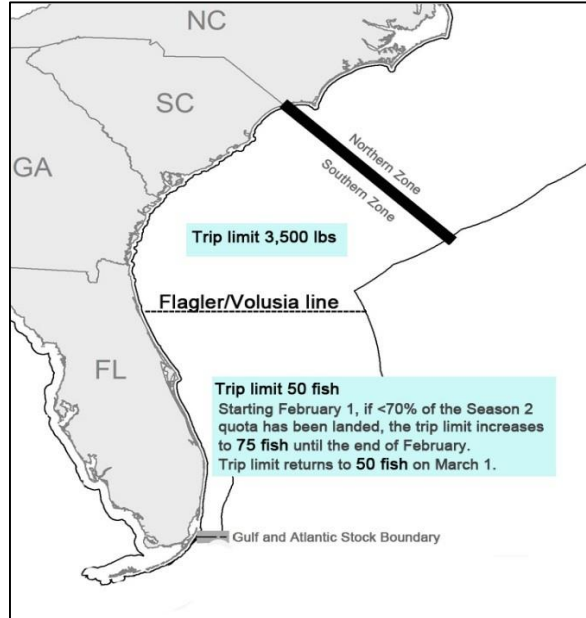 NC
SC
GA
Northern Zone
Southern Zone
Trip limit 3,500 lbs
Flagler/Volusia line
FL
Trip limit 50 fish
Starting February 1, if <70% of the Season 2
quota has been landed, the trip limit increases
to 75 fish until the end of February.
Trip limit returns to 50 fish on March 1.
Gulf and Atlantic Stock Boundary